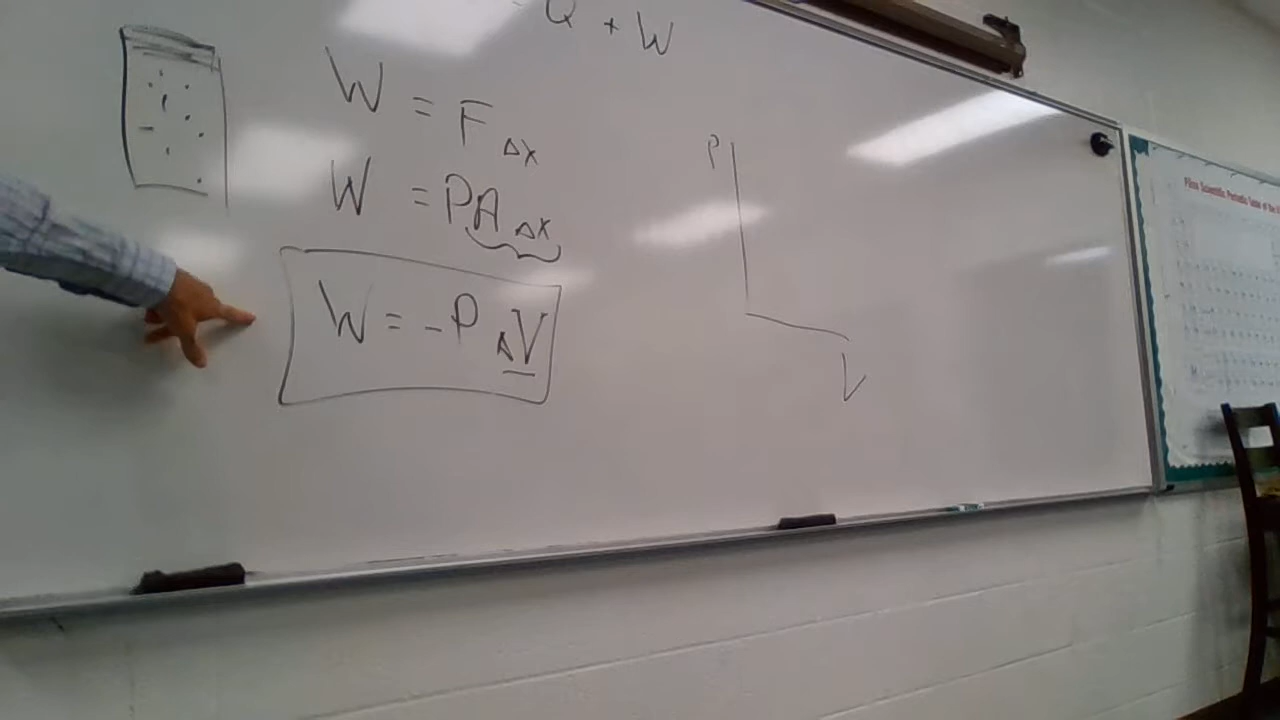 Q + W
W = F Δx
W = PA Δx
W = -P ΔV
P
V